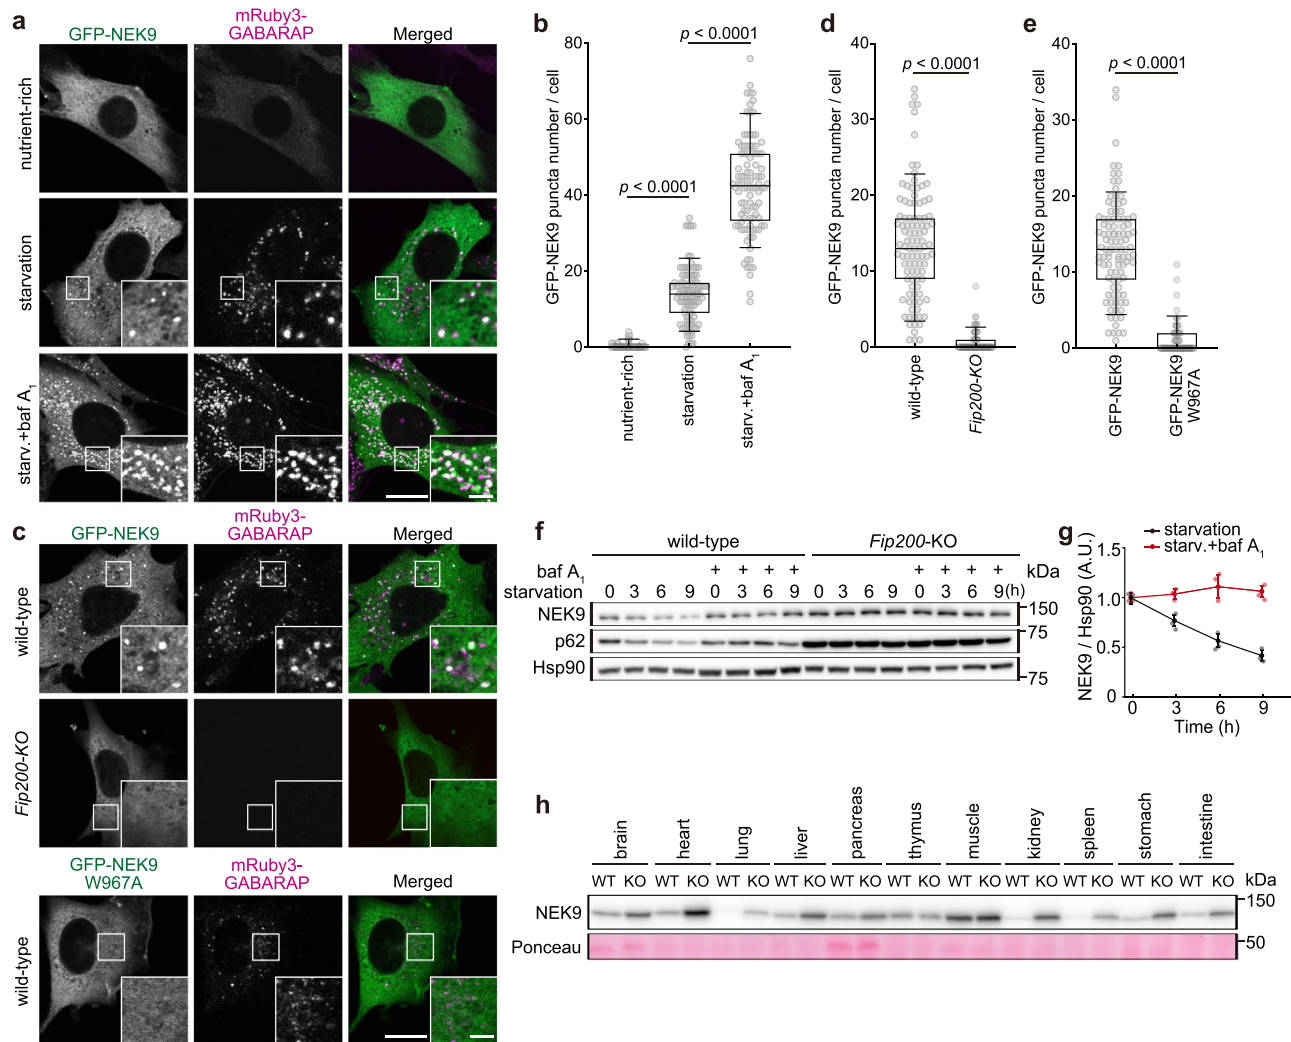 a
GFP-NEK9
mRuby3-
GABARAP
Merged
nutrient-rich
starvation
starv.+baf A1
b
GFP-NEK9 puncta number / cell
80
60
40
20
0
p < 0.0001
p < 0.0001
nutrient-rich
starvation
starv.+baf A1
d
GFP-NEK9 puncta number / cell
40
30
20
10
0
p < 0.0001
wild-type
Fip200-KO
e
GFP-NEK9 puncta number / cell
40
30
20
10
0
p < 0.0001
GFP-NEK9
GFP-NEK9
W967A
c
GFP-NEK9
mRuby3-
GABARAP
Merged
wild-type
Fip200-KO
GFP-NEK9
W967A
mRuby3-
GABARAP
Merged
wild-type
f
wild-type Fip200-KO
baf A1 + + + + + + + + kDa
starvation 0 3 6 9 0 3 6 9 0 3 6 9 0 3 6 9 (h)
NEK9 150
75
p62
Hsp90 75
g
starvation
starv.+baf A1
NEK9 / Hsp90 (A.U.)
1.5
1.0
0.5
0
0 3 6 9
Time (h)
h
brain heart lung liver pancreas thymus muscle kidney spleen stomach intestine
WT KO WT KO WT KO WT KO WT KO WT KO WT KO WT KO WT KO WT KO WT KO kDa
NEK9 150
Ponceau 50